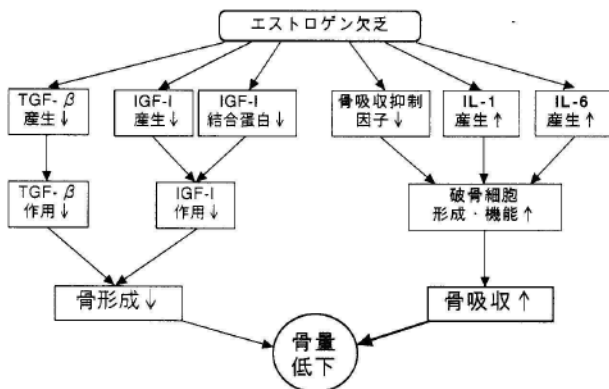 エストロゲン欠乏
TGF-β
産生↓
IGF-I
産生↓
IGF-I
結合蛋白↓
骨吸収抑制
因子↓
IL-1
産生↑
IL-6
産生↑
TGF-β
作用↓
IGF-I
作用↓
破骨細胞
形成・機能↑
骨形成↓
骨吸収↑
骨量
低下